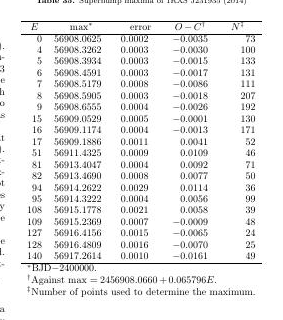 Table 35. Superhump maxima of
E max* error O − C† N‡
0 56908.0625 0.0002 −0.0035 73
4 56908.3262 0.0003 −0.0030 100
5 56908.3934 0.0003 −0.0015 133
6 56908.4591 0.0003 −0.0017 131
7 56908.5179 0.0008 −0.0086 111
8 56908.5905 0.0003 −0.0018 207
9 56908.6555 0.0004 −0.0026 192
15 56909.0529 0.0005 −0.0001 130
16 56909.1174 0.0004 −0.0013 171
17 56909.1886 0.0011 0.0041 52
51 56911.4325 0.0009 0.0109 46
81 56913.4047 0.0004 0.0092 71
82 56913.4690 0.0008 0.0077 50
94 56914.2622 0.0029 0.0114 36
95 56914.3222 0.0004 0.0056 99
108 56915.1778 0.0021 0.0058 39
109 56915.2369 0.0007 −0.0009 48
127 56916.4156 0.0015 −0.0065 24
128 56916.4809 0.0016 −0.0070 25
140 56917.2614 0.0010 −0.0161 49
*BJD−2400000.
†Against max = 2456908.0660 + 0.065796E.
‡Number of points used to determine the maximum.